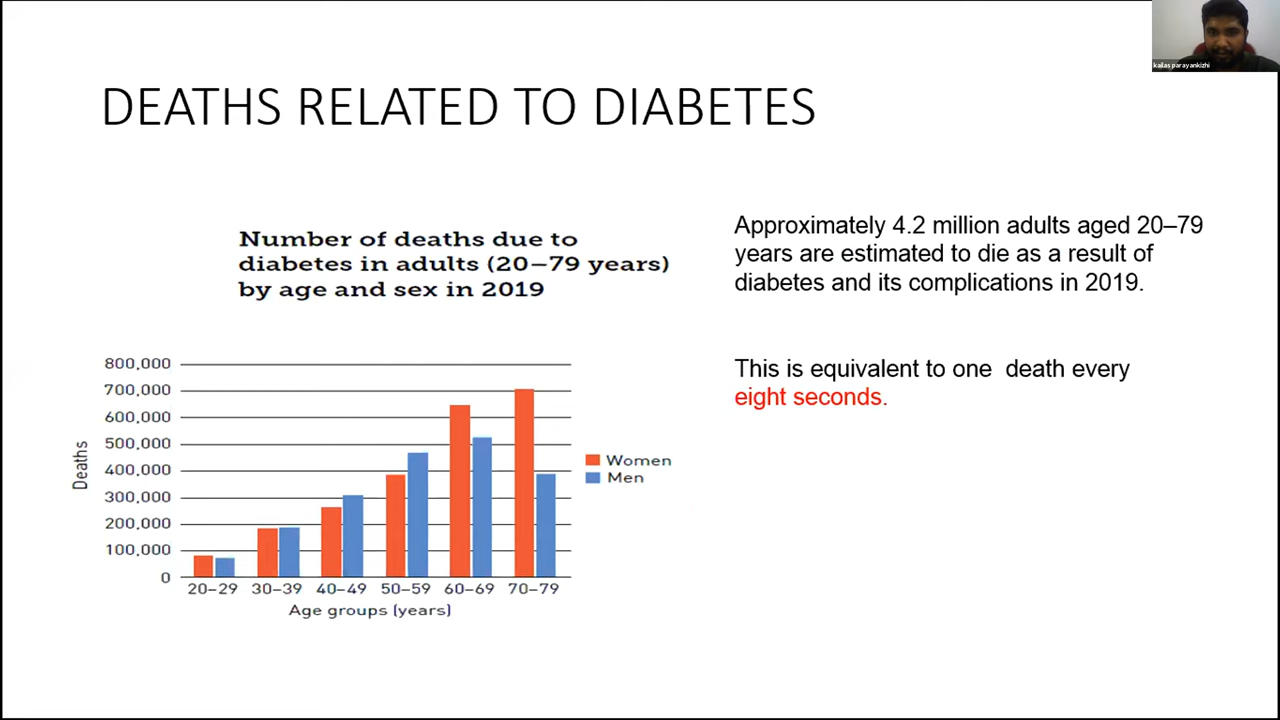 kailas parayankizhi
DEATHS RELATED TO DIABETES
Number of deaths due to
diabetes in adults (20–79 years)
by age and sex in 2019
800,000
700,000
600,000
500,000
400,000
300,000
200,000
100,000
0
Deaths
20–29 30–39 40–49 50–59 60–69 70–79
Age groups (years)
Women
Men
Approximately 4.2 million adults aged 20–79
years are estimated to die as a result of
diabetes and its complications in 2019.
This is equivalent to one death every
eight seconds.